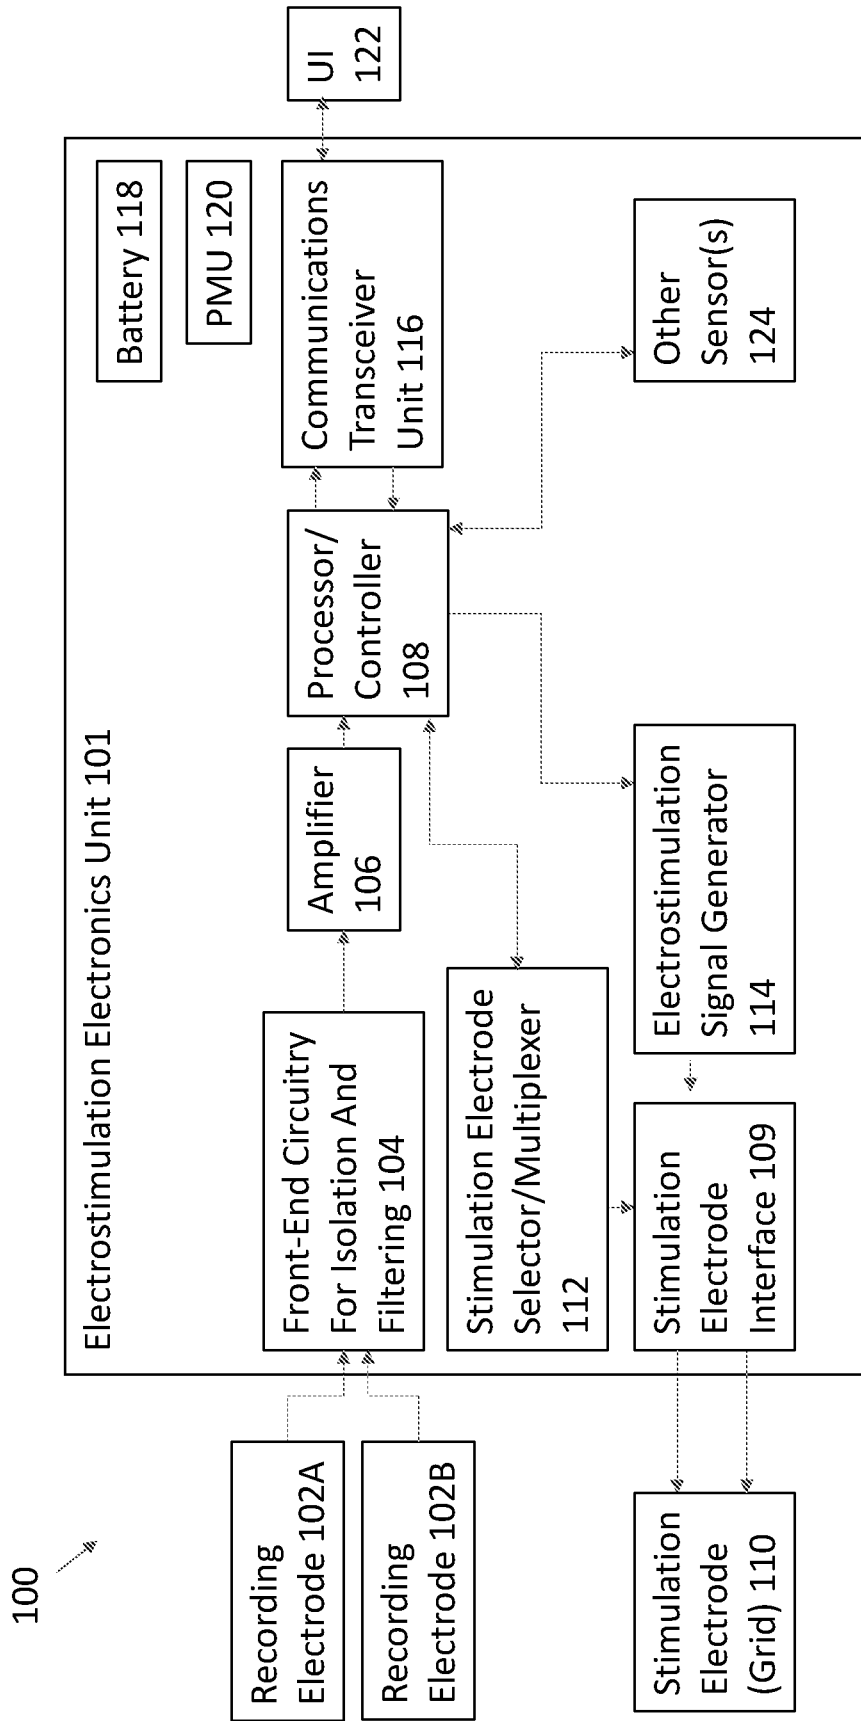 100
Electrostimulation Electronics Unit 101
Battery 118
PMU 120
Recording
Electrode 102A
Recording
Electrode 102B
Front-End Circuitry
For Isolation And
Filtering 104
Amplifier
106
Processor/
Controller
108
Communications
Transceiver
Unit 116
UI
122
Stimulation Electrode
Selector/Multiplexer
112
Stimulation
Electrode
(Grid) 110
Stimulation
Electrode
Interface 109
Electrostimulation
Signal Generator
114
Other
Sensor(s)
124